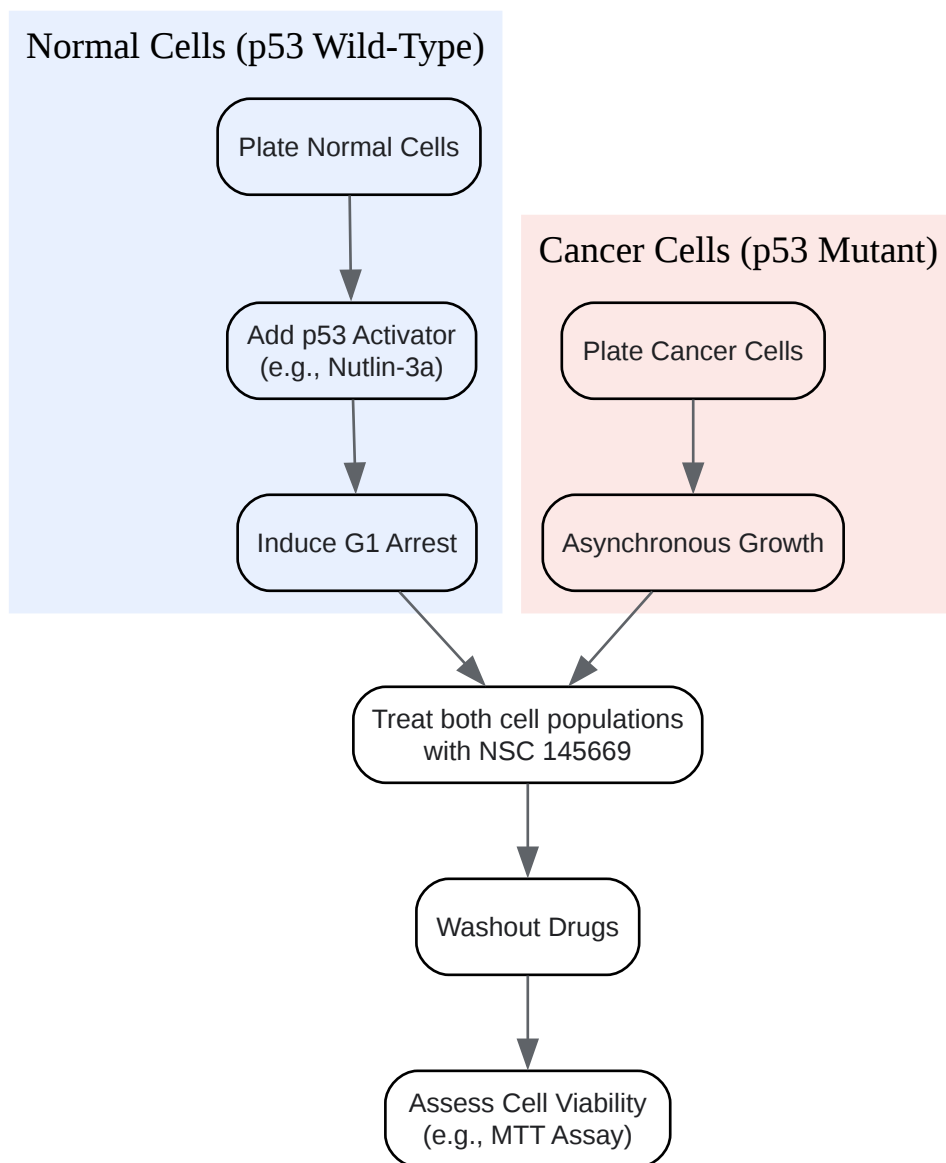 Normal Cells (p53 Wild-Type)
Plate Normal Cells
Add p53 Activator
(e.g., Nutlin-3a)
Induce G1 Arrest
Cancer Cells (p53 Mutant)
Plate Cancer Cells
Asynchronous Growth
Treat both cell populations
with NSC 145669
Washout Drugs
Assess Cell Viability
(e.g., MTT Assay)